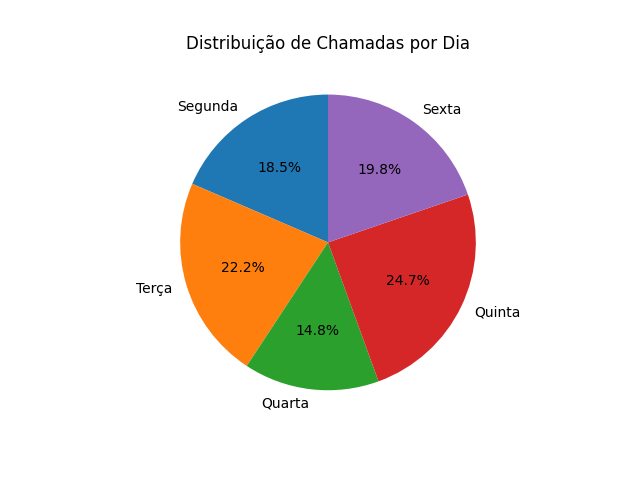 Distribuição de Chamadas por Dia
Segunda
Sexta
18.5%
19.8%
Terça
22.2%
24.7%
Quinta
14.8%
Quarta